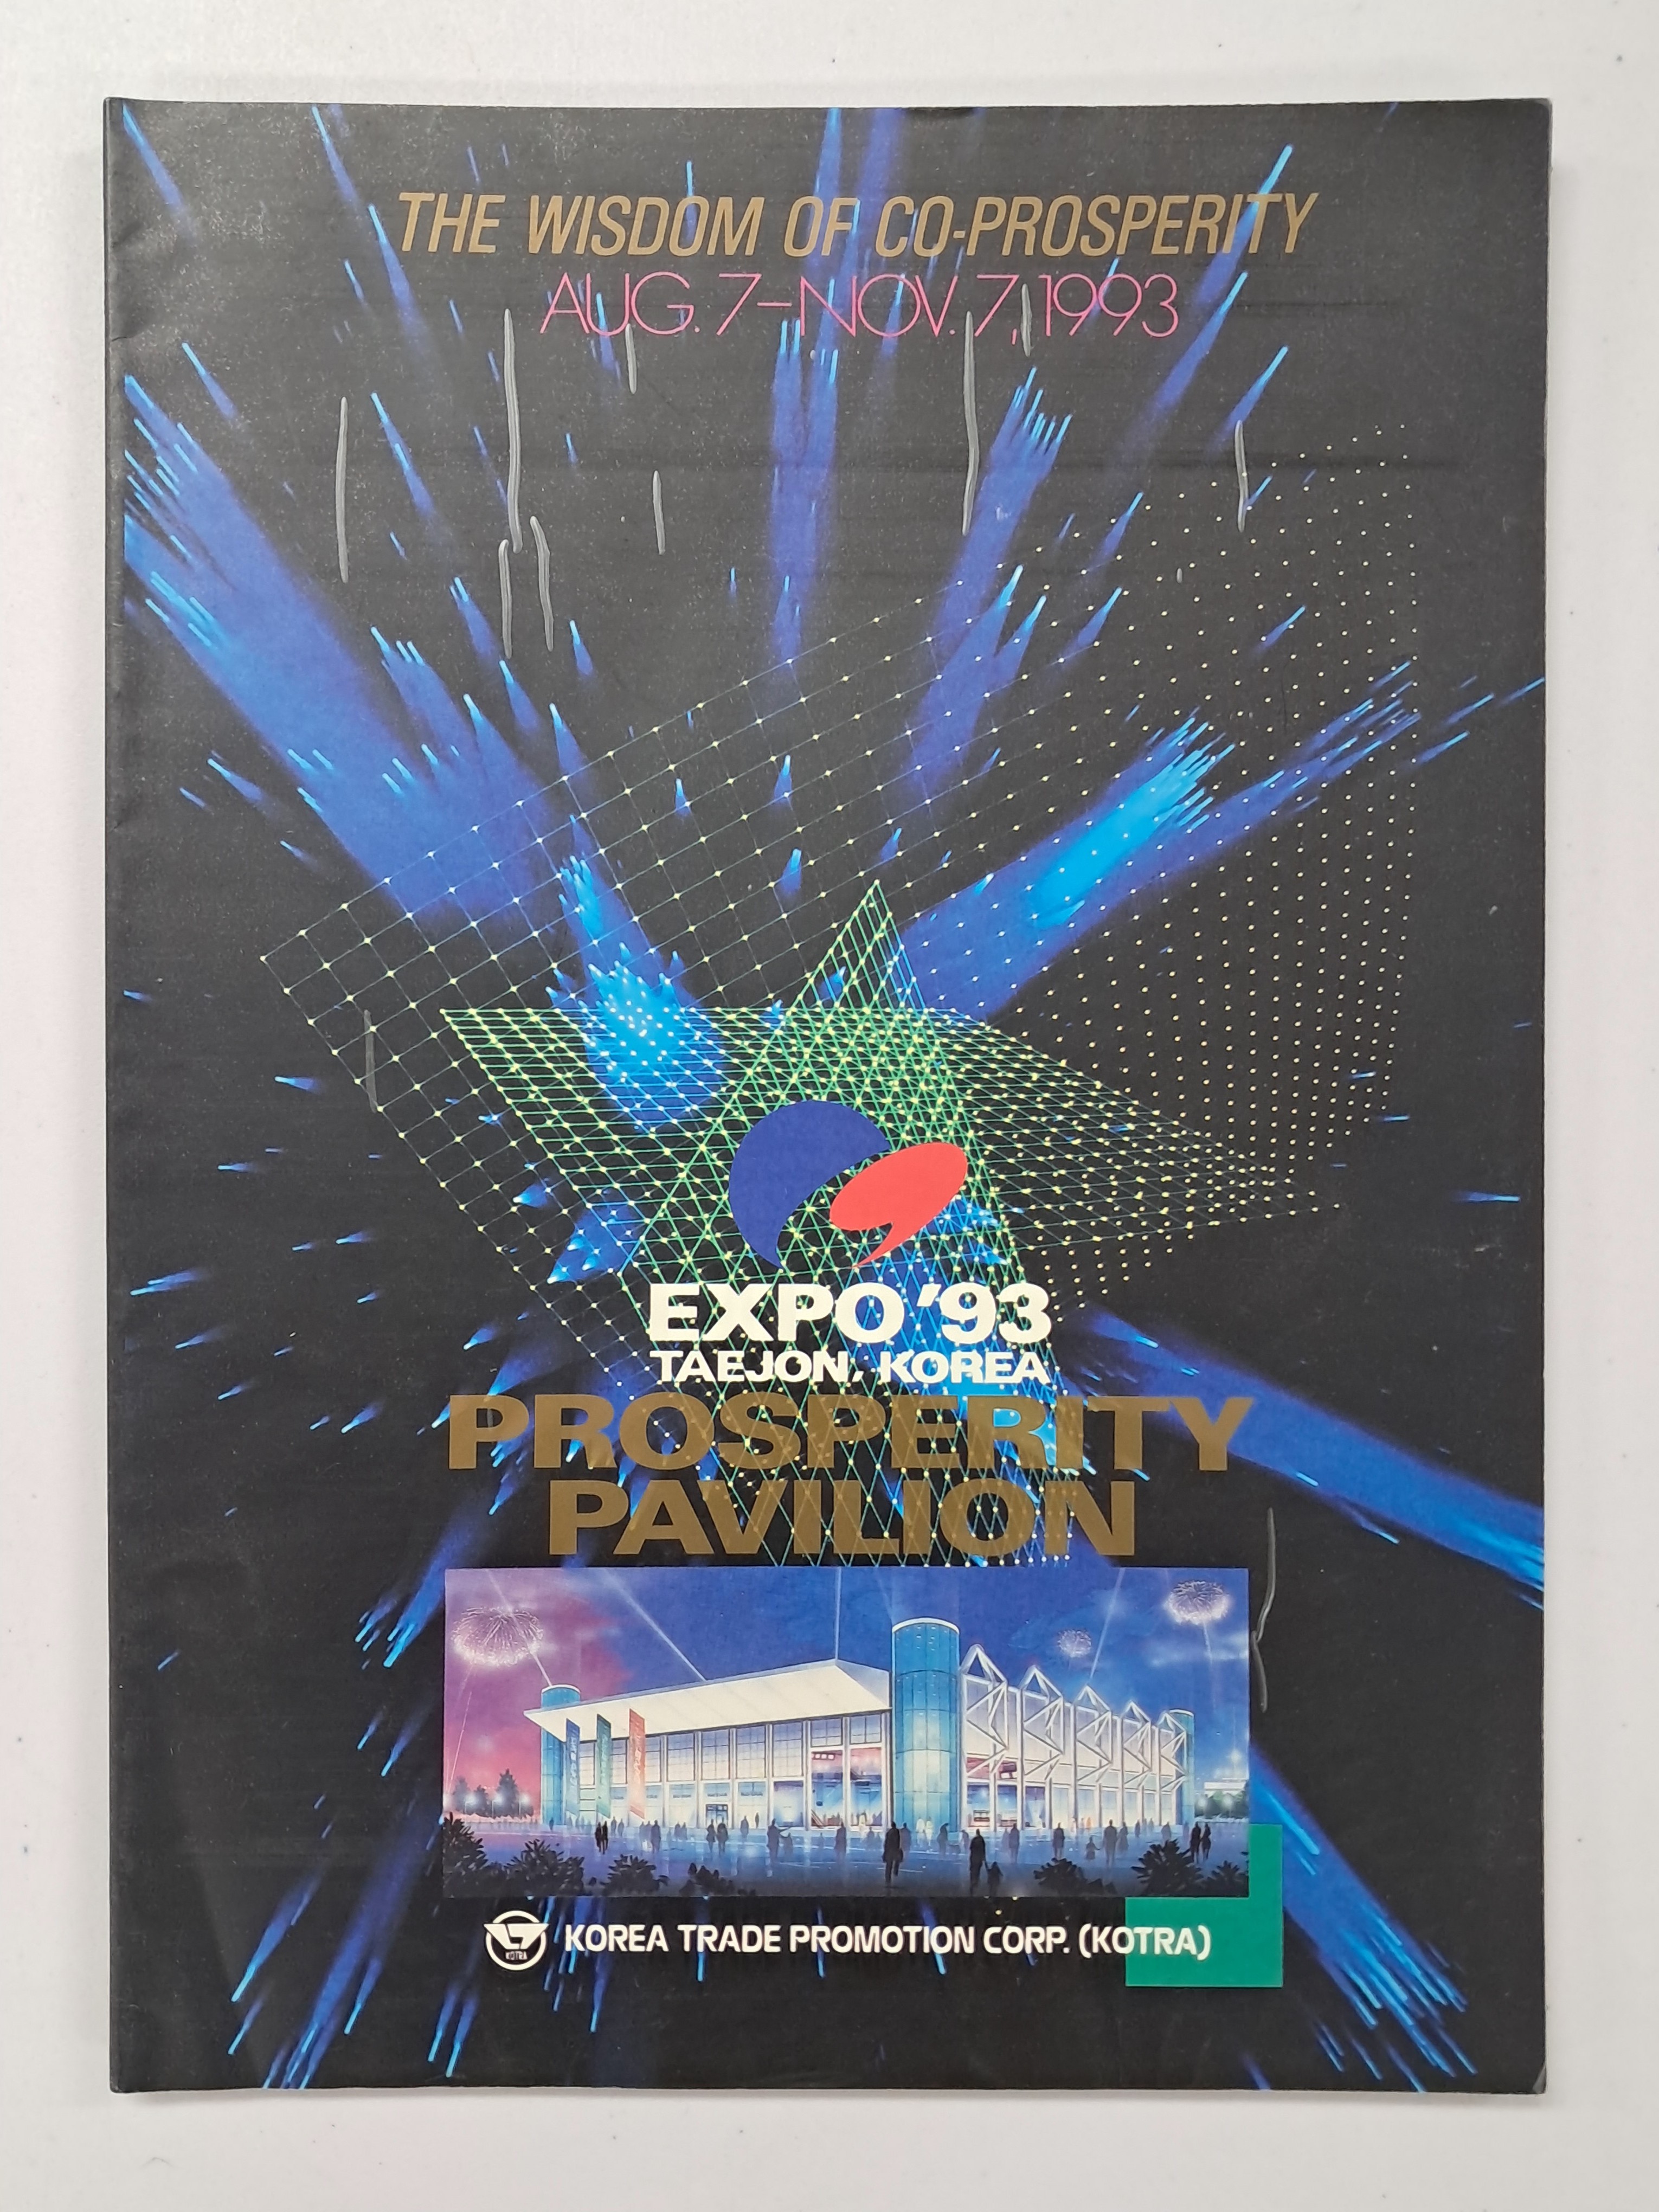 THE WISDOM OF CO-PROSPERITY
AUG. 7-NOV. 7, 1993
EXPO '93
TAEJON, KOREA
PROSPERITY
PAVILION
KOREA TRADE PROMOTION CORP. (KOTRA)